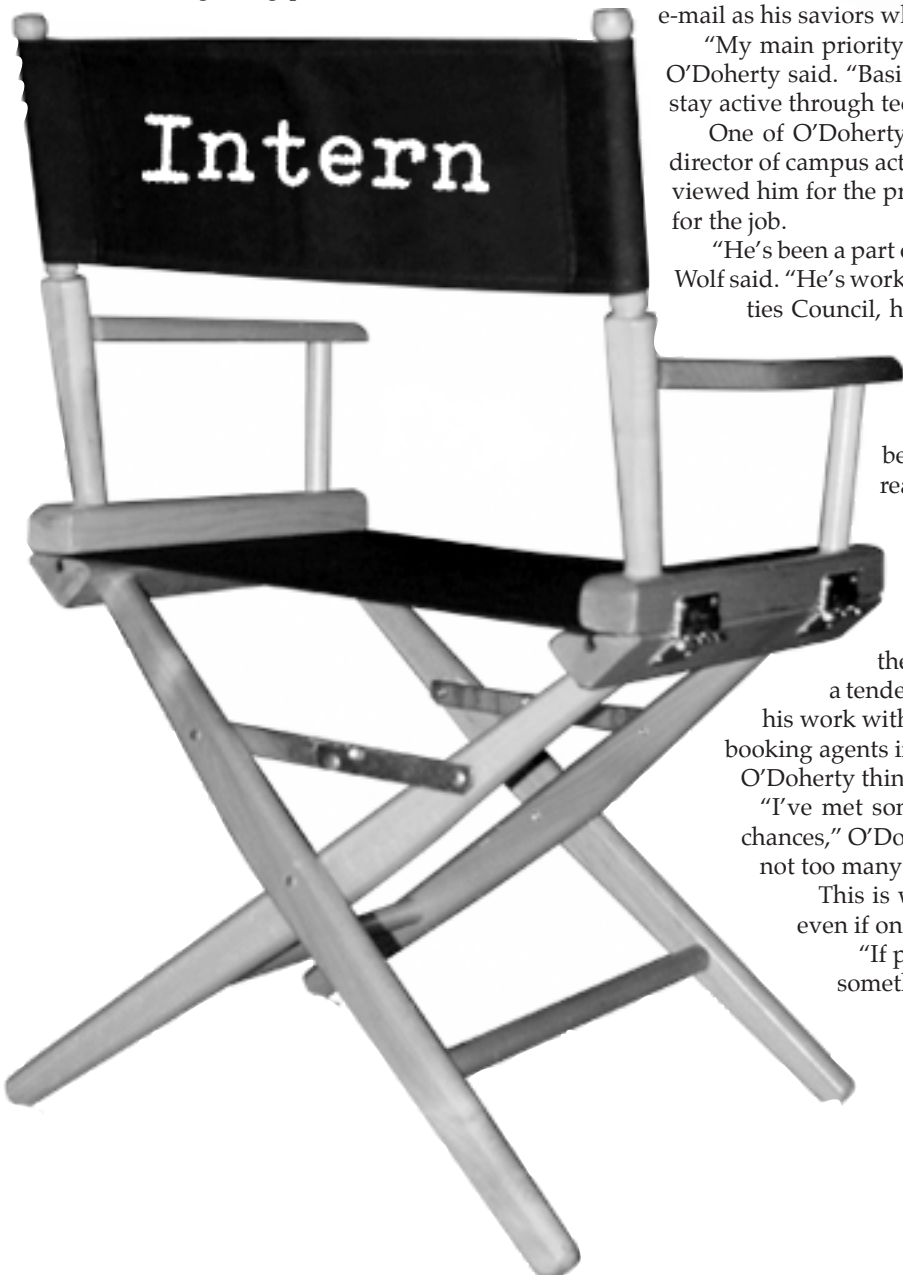 e-mail as his saviors wh
"My main priority
O'Doherty said. "Basi
stay active through tec
One of O'Doherty
director of campus act
viewed him for the pr
for the job.
"He's been a part o
Wolf said. "He's work
ties Council, h
Intern
be
rea
the
a tende
his work with
booking agents i
O'Doherty thin
"I've met son
chances," O'Do
not too many
This is w
even if on
"If p
someth